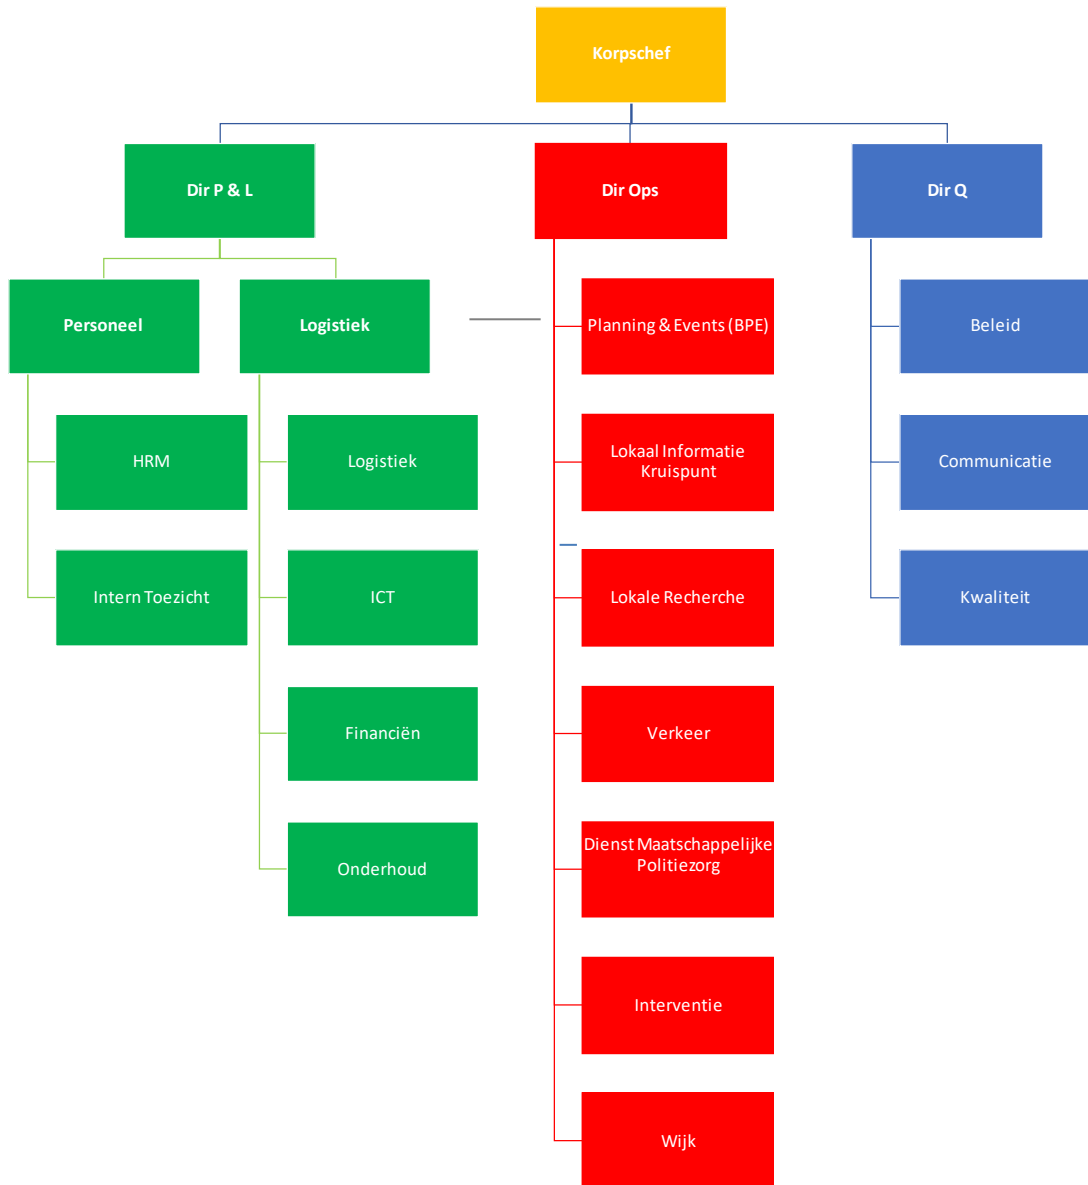 Korpschef
Dir P & L
Dir Ops
Dir Q
Personeel
Logistiek
Planning & Events (BPE)
Beleid
HRM
Logistiek
Lokaal Informatie
Kruispunt
Communicatie
Intern Toezicht
ICT
Lokale Recherche
Kwaliteit
Financiën
Verkeer
Onderhoud
Dienst Maatschappelijke
Politiezorg
Interventie
Wijk